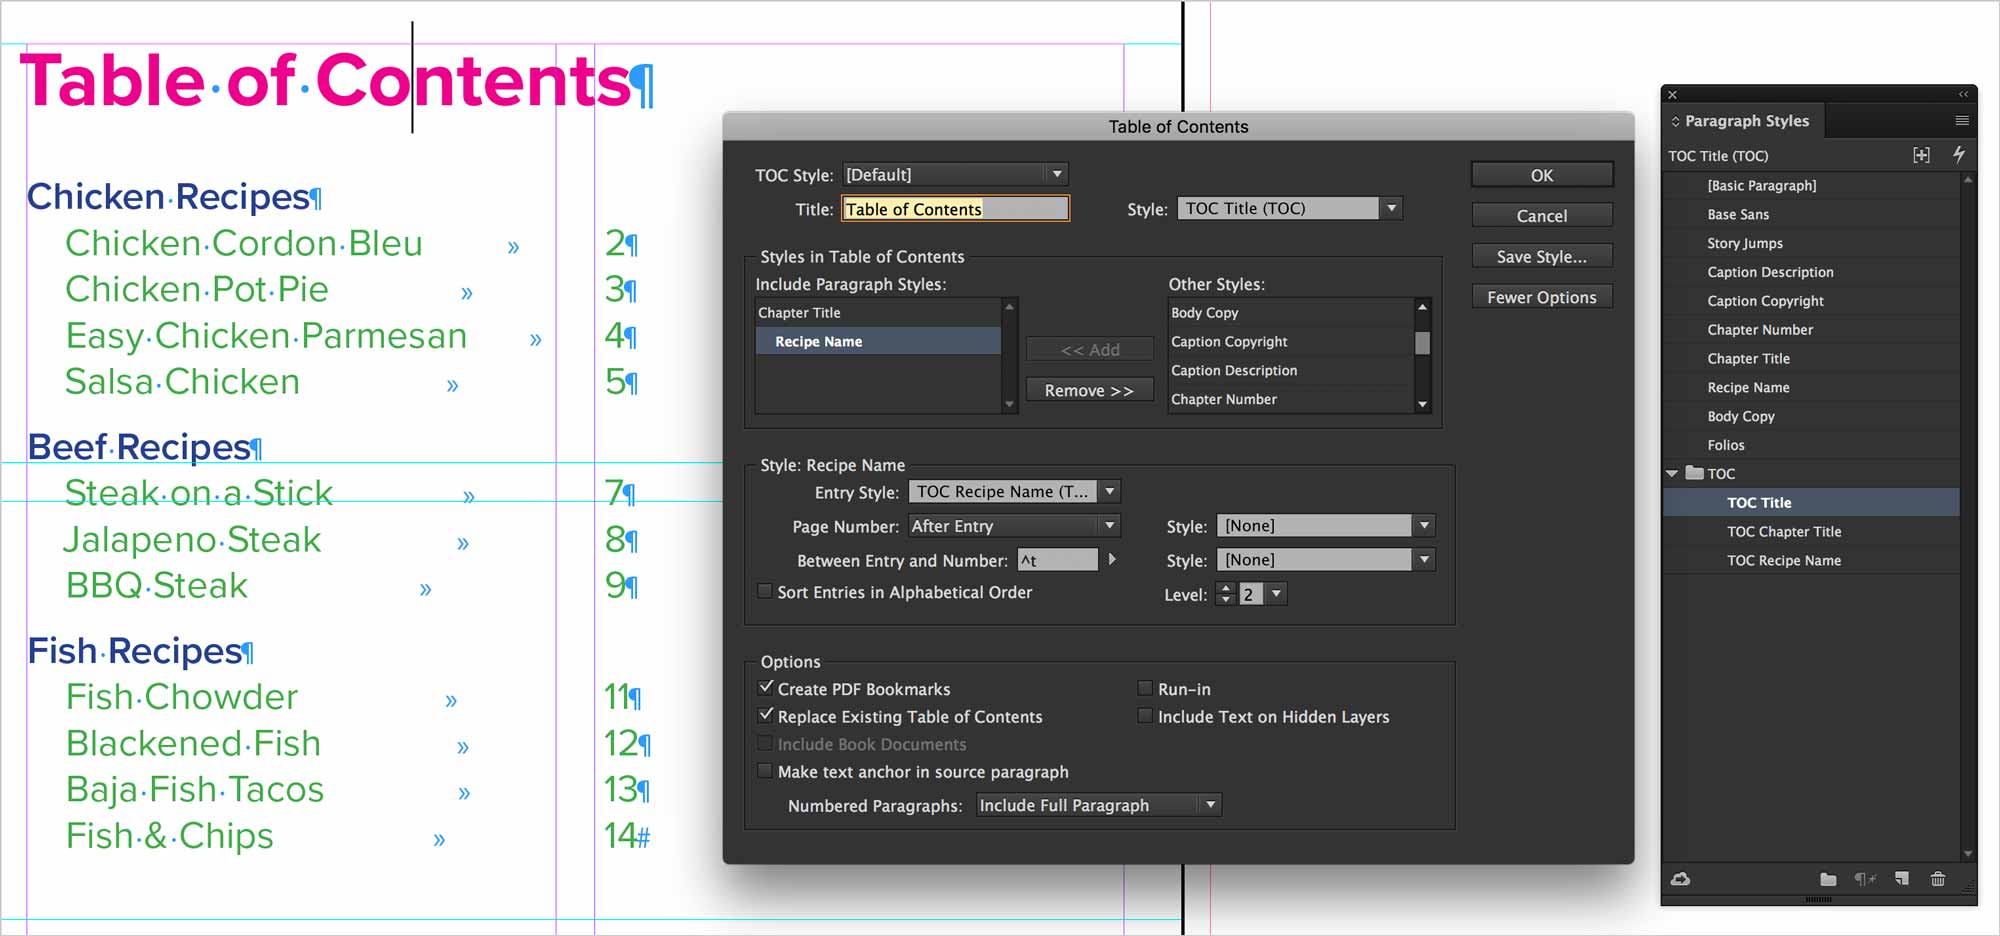 Table·of·Contents¶
Chicken·Recipes¶
Chicken·Cordon·Bleu » 2¶
Chicken·Pot·Pie » 3¶
Easy·Chicken·Parmesan » 4¶
Salsa·Chicken » 5¶
Beef·Recipes¶
Steak·on·a·Stick » 7¶
Jalapeno·Steak » 8¶
BBQ·Steak » 9¶
Fish·Recipes¶
Fish·Chowder » 11¶
Blackened·Fish » 12¶
Baja·Fish·Tacos » 13¶
Fish·&·Chips » 14#
Table of Contents
TOC Style: [Default]
Title: Table of Contents Style: TOC Title (TOC)
OK
Cancel
Save Style...
Fewer Options
Styles in Table of Contents
Include Paragraph Styles:
Chapter Title
Recipe Name
<< Add
Remove >>
Other Styles:
Body Copy
Caption Copyright
Caption Description
Chapter Number
Style: Recipe Name
Entry Style: TOC Recipe Name (T...
Page Number: After Entry Style: [None]
Between Entry and Number: ^t Style: [None]
Sort Entries in Alphabetical Order Level: 2
Options
Create PDF Bookmarks Run-in
Replace Existing Table of Contents Include Text on Hidden Layers
Include Book Documents
Make text anchor in source paragraph
Numbered Paragraphs: Include Full Paragraph
Paragraph Styles
TOC Title (TOC)
[Basic Paragraph]
Base Sans
Story Jumps
Caption Description
Caption Copyright
Chapter Number
Chapter Title
Recipe Name
Body Copy
Folios
TOC
TOC Title
TOC Chapter Title
TOC Recipe Name